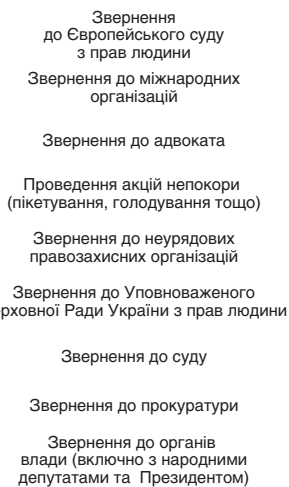 Звернення
до Європейського суду
з прав людини
Звернення до міжнародних
організацій
Звернення до адвоката
Проведення акцій непокори
(пікетування, голодування тощо)
Звернення до неурядових
правозахисних організацій
Звернення до Уповноваженого
рховної Ради України з прав людини
Звернення до суду
Звернення до прокуратури
Звернення до органів
влади (включно з народними
депутатами та Президентом)